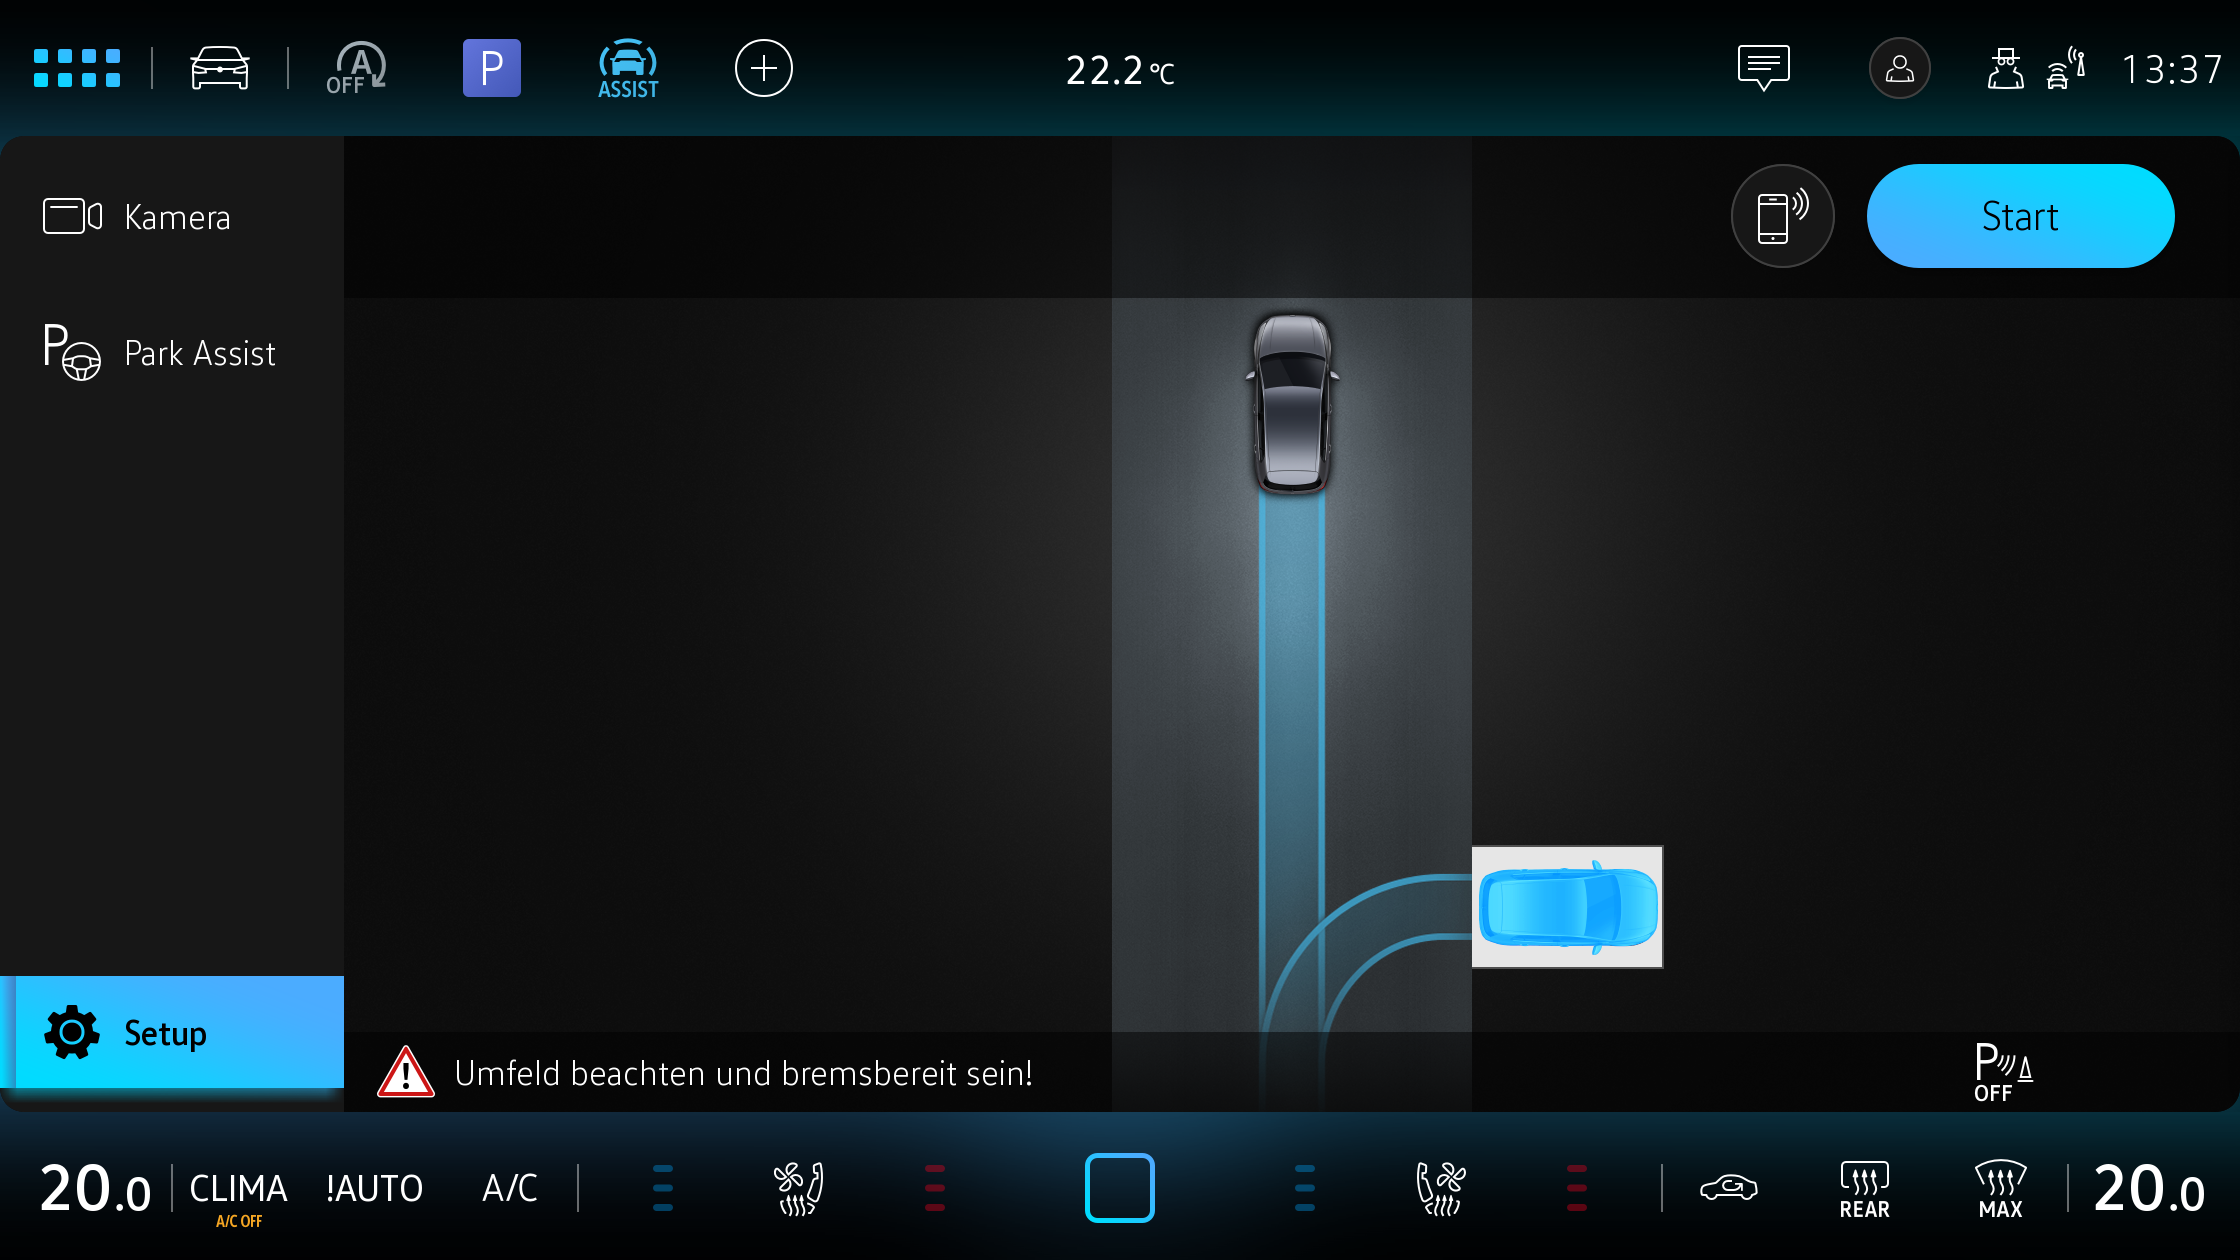 A
OFF
P
ASSIST
22.2 °C
13:37
Kamera
Start
P
Park Assist
Setup
Umfeld beachten und bremsbereit sein!
P
OFF
20.0
CLIMA
A/C OFF
!AUTO
A/C
REAR
MAX
20.0